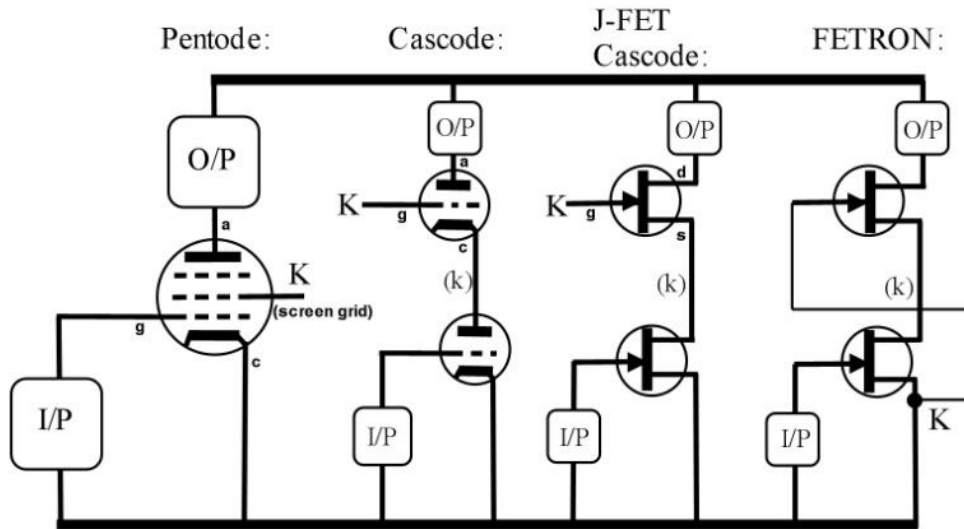 Pentode:
Cascode:
J-FET
Cascode:
FETRON:
O/P
a
K
(screen grid)
g
c
I/P
O/P
a
K
g
c
(k)
I/P
O/P
d
K
g
s
(k)
I/P
O/P
(k)
I/P
K